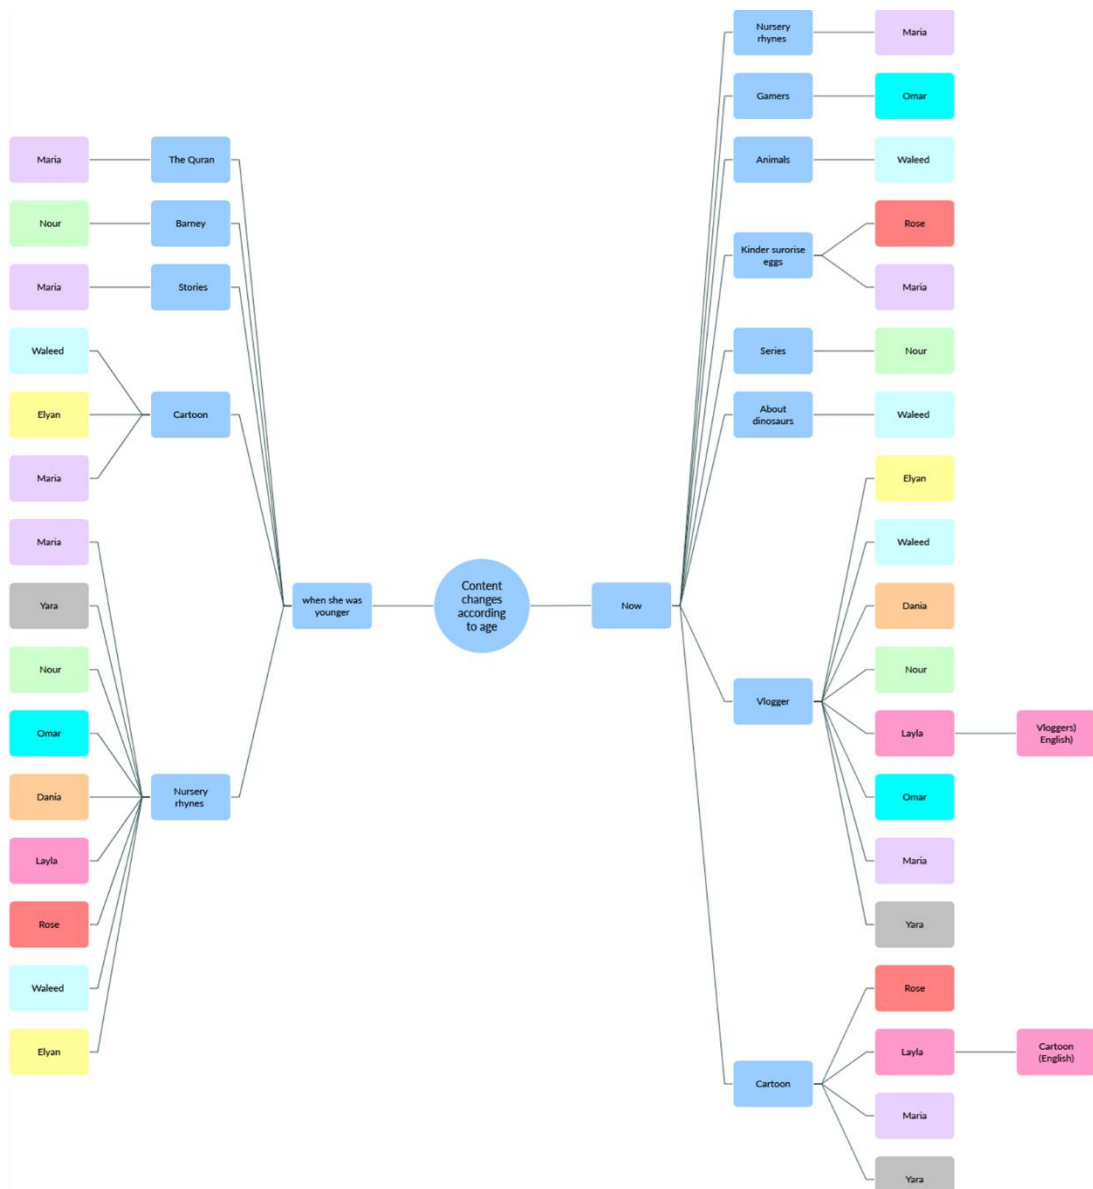 Maria
The Quran
Nour
Barney
Maria
Stories
Waleed
Elyan
Cartoon
Maria
Maria
Yara
Nour
Omar
Dania
Nursery
rhynes
Layla
Rose
Waleed
Elyan
when she was
younger
Content
changes
according
to age
Now
Nursery
rhynes
Maria
Gamers
Omar
Animals
Waleed
Kinder surorise
eggs
Rose
Maria
Series
Nour
About
dinosaurs
Waleed
Vlogger
Elyan
Waleed
Dania
Nour
Layla
Vloggers)
English)
Omar
Maria
Yara
Cartoon
Rose
Layla
Cartoon
(English)
Maria
Yara